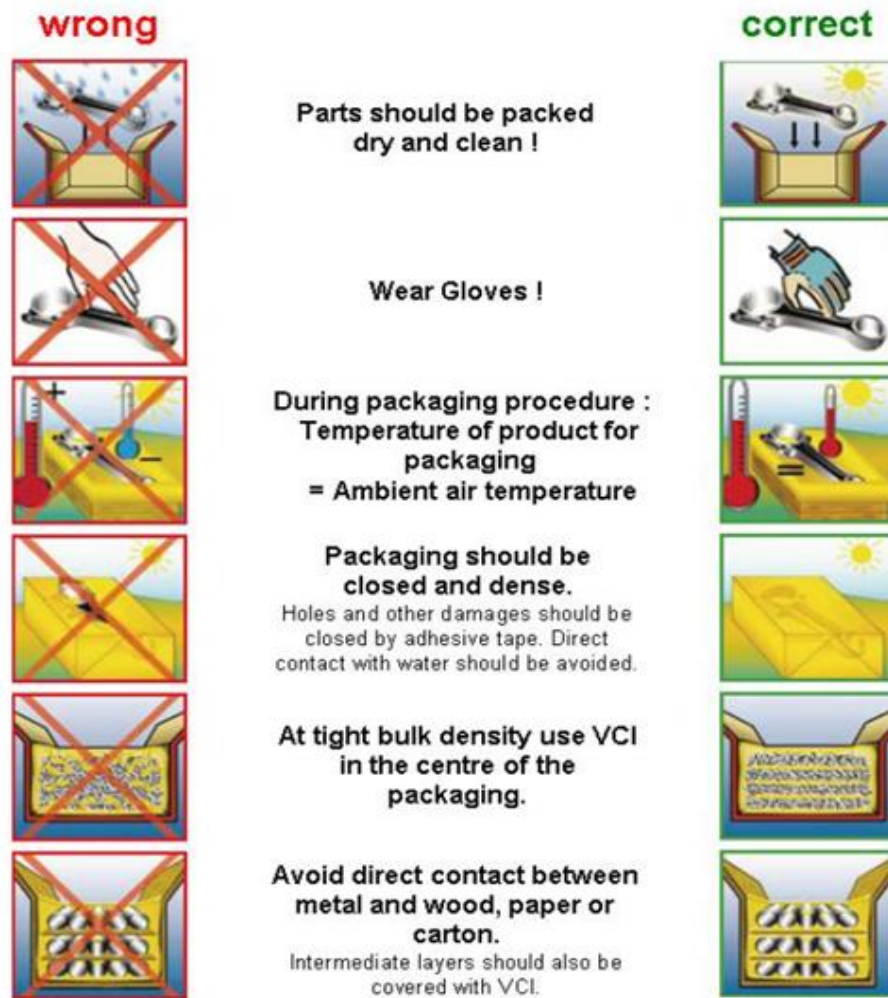 wrong
correct
Parts should be packed
dry and clean !
Wear Gloves !
During packaging procedure :
Temperature of product for
packaging
= Ambient air temperature
Packaging should be
closed and dense.
Holes and other damages should be
closed by adhesive tape. Direct
contact with water should be avoided.
At tight bulk density use VCI
in the centre of the
packaging.
Avoid direct contact between
metal and wood, paper or
carton.
Intermediate layers should also be
covered with VCI.